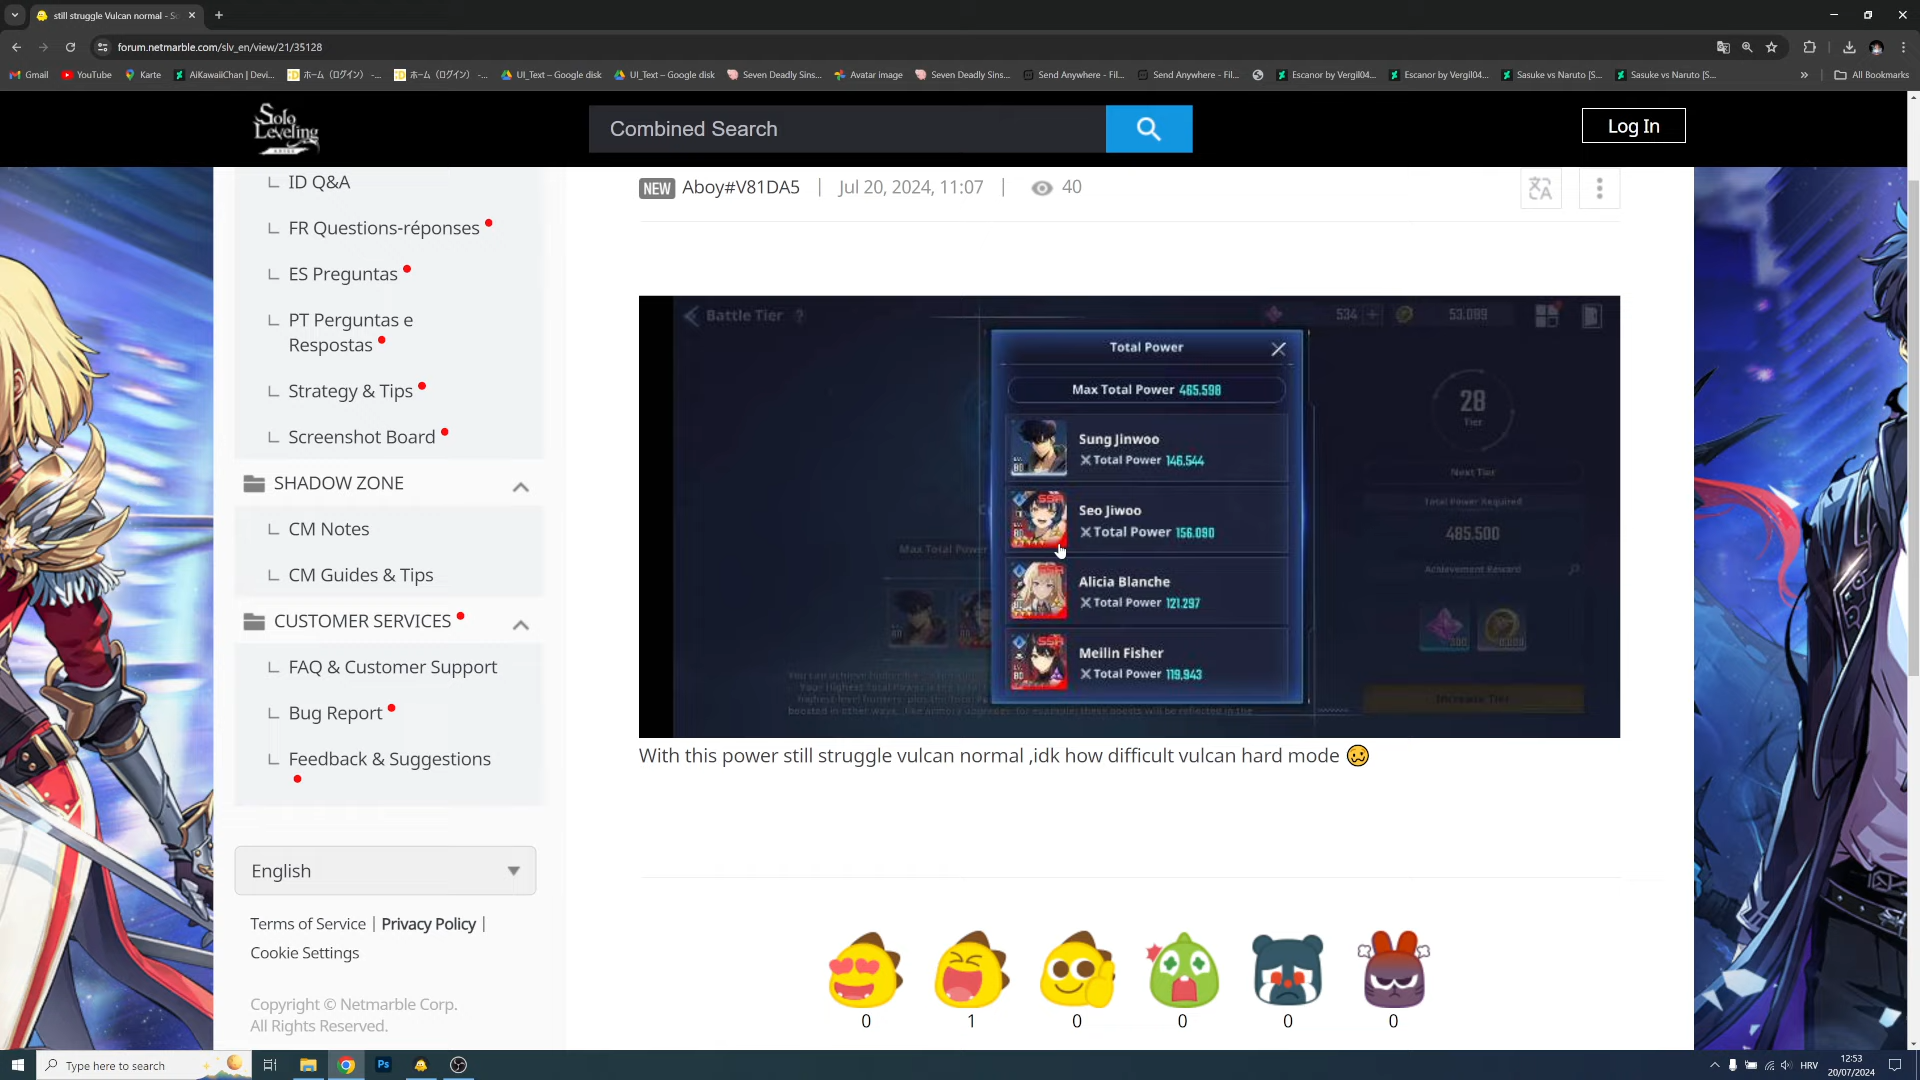 still struggle Vulcan normal - So
forum.netmarble.com/slv_en/view/21/35128
Gmail
YouTube
Karte
AiKawaiiChan | Devi...
ホーム（ログイン） -...
ホーム（ログイン） -...
UI_Text – Google disk
UI_Text – Google disk
Seven Deadly Sins...
Avatar image
Seven Deadly Sins...
Send Anywhere - Fil...
Send Anywhere - Fil...
Escanor by Vergil04...
Escanor by Vergil04...
Sasuke vs Naruto [S...
Sasuke vs Naruto [S...
All Bookmarks
Solo Leveling
Combined Search
Log In
ID Q&A
FR Questions-réponses
ES Preguntas
PT Perguntas e
Respostas
Strategy & Tips
Screenshot Board
SHADOW ZONE
CM Notes
CM Guides & Tips
CUSTOMER SERVICES
FAQ & Customer Support
Bug Report
Feedback & Suggestions
English
Terms of Service | Privacy Policy |
Cookie Settings
Copyright © Netmarble Corp.
All Rights Reserved.
NEW Aboy#V81DA5 | Jul 20, 2024, 11:07 | 40
Battle Tier ?
534
53.099
Total Power
Max Total Power 465.598
Sung Jinwoo
Total Power 146.544
Seo Jiwoo
Total Power 156.090
Alicia Blanche
Total Power 121.297
Meilin Fisher
Total Power 119,943
Max Total Power
28
Tier
Next Tier
Total Power Required
485.500
Achievement Reward
300
Increase Tier
With this power still struggle vulcan normal ,idk how difficult vulcan hard mode
0
1
0
0
0
0
Type here to search
Ps
HRV
12:53
20/07/2024